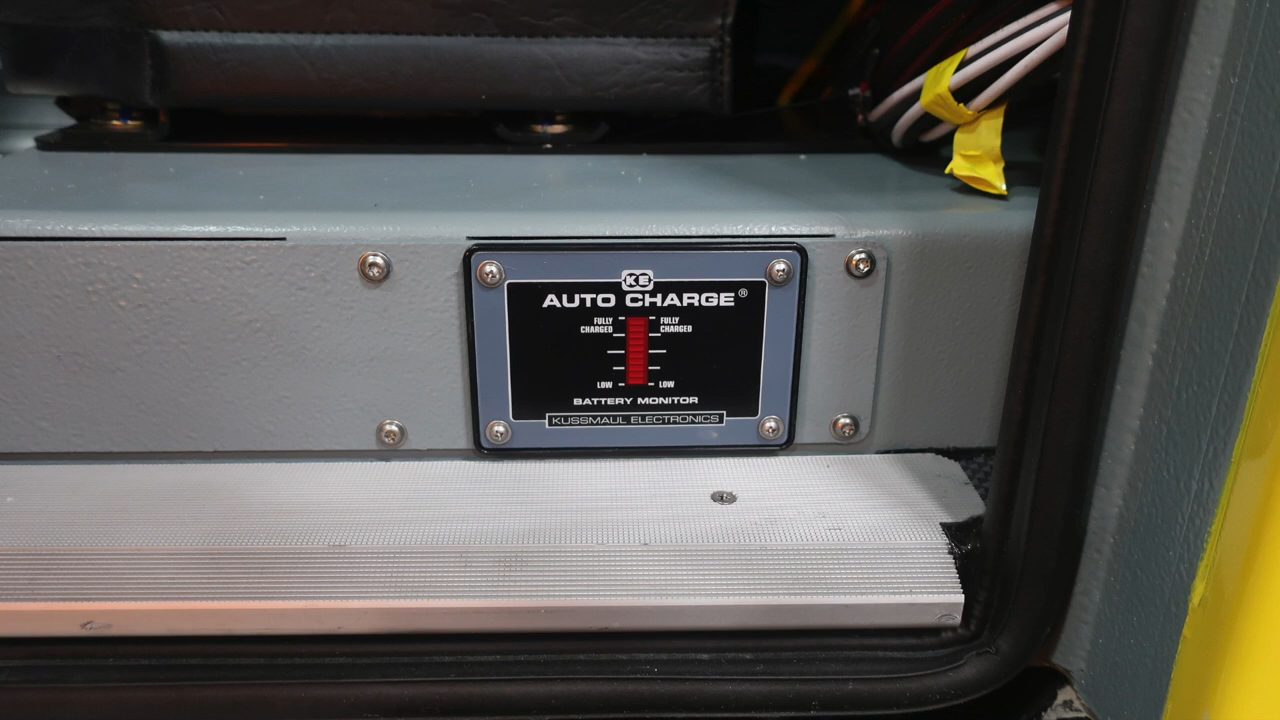 KE
AUTO CHARGE®
FULLY CHARGED
FULLY CHARGED
LOW
LOW
BATTERY MONITOR
KUSSMAUL ELECTRONICS